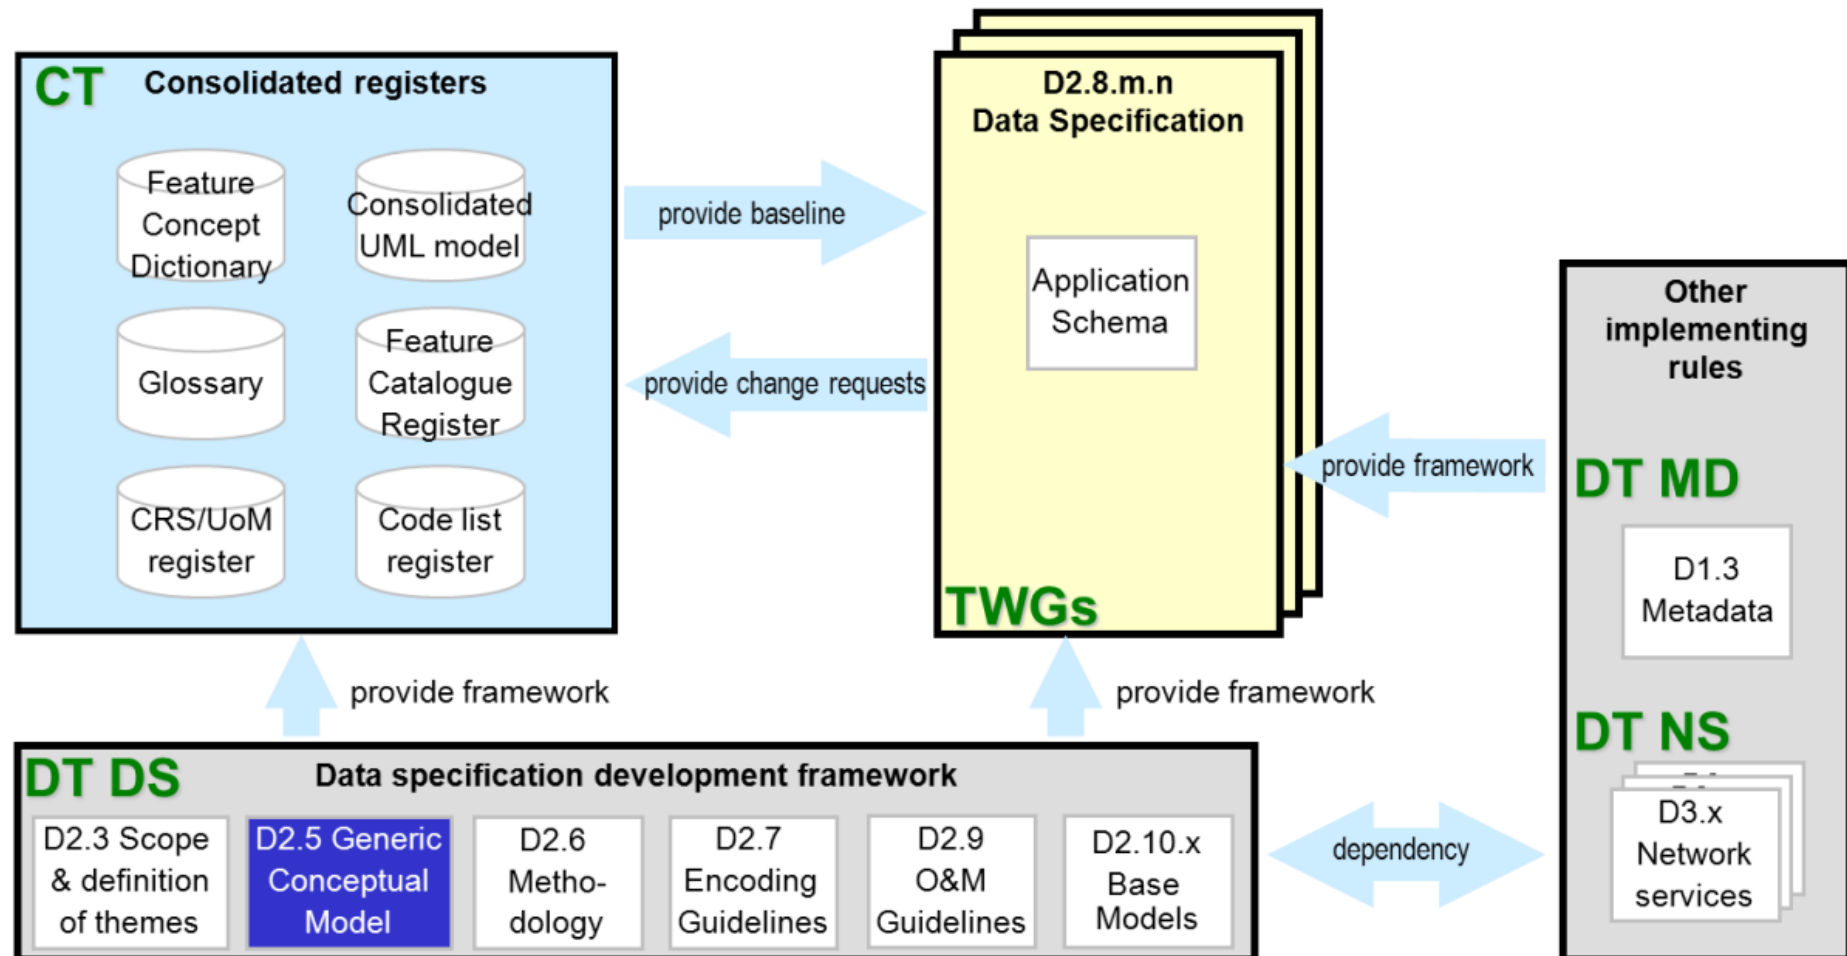 CT Consolidated registers
Feature
Concept
Dictionary
Consolidated
UML model
Glossary
Feature
Catalogue
Register
CRS/UoM
register
Code list
register
provide baseline
provide change requests
D2.8.m.n
Data Specification
Application
Schema
TWGs
provide framework
Other
implementing
rules
DT MD
D1.3
Metadata
DT NS
D3.x
Network
services
provide framework
provide framework
DT DS Data specification development framework
D2.3 Scope
& definition
of themes
D2.5 Generic
Conceptual
Model
D2.6
Metho-
dology
D2.7
Encoding
Guidelines
D2.9
O&M
Guidelines
D2.10.x
Base
Models
dependency